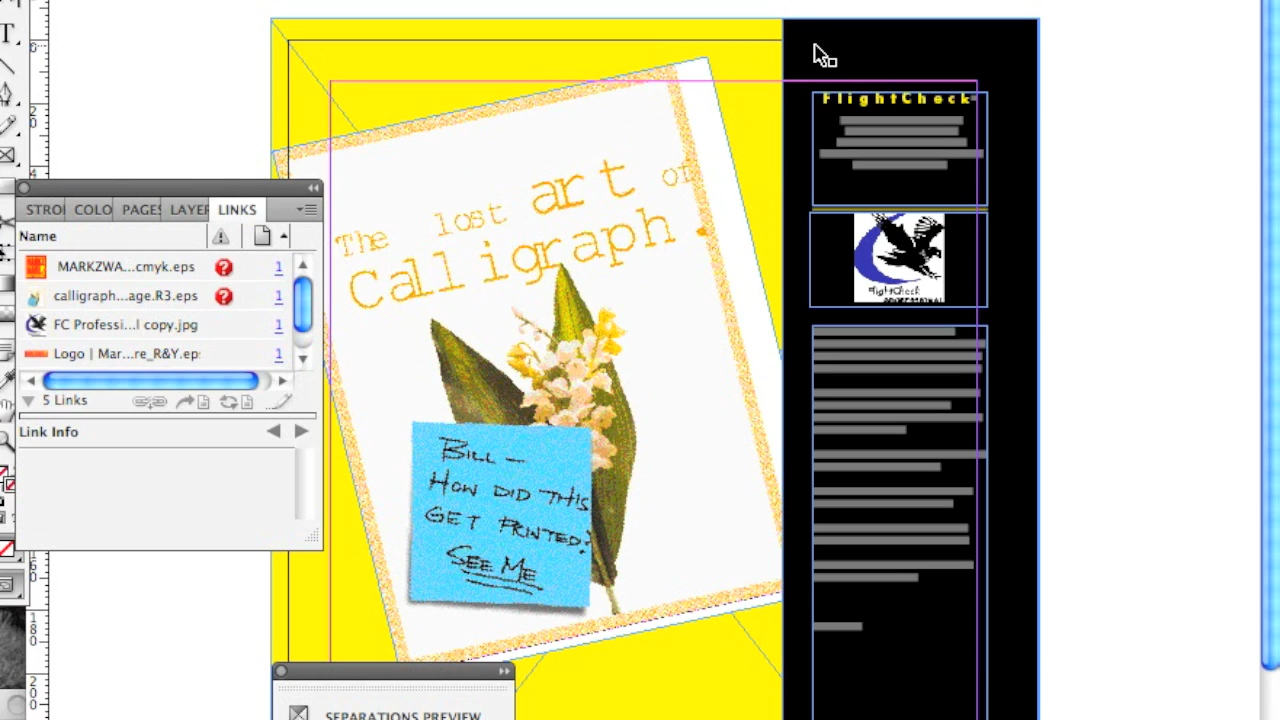 FlightCheck
The lost art of
Calligraph
STROI COLO PAGES LAYER LINKS
Name
MARKZWA...cmyk.eps 1
calligraph...age.R3.eps 1
FC Professi...l copy.jpg 1
Logo | Mar...re_R&Y.ep 1
5 Links
Link Info
FlightCheck
BILL —
HOW DID THIS
GET PRINTED?
SEE ME
SEPARATIONS PREVIEW